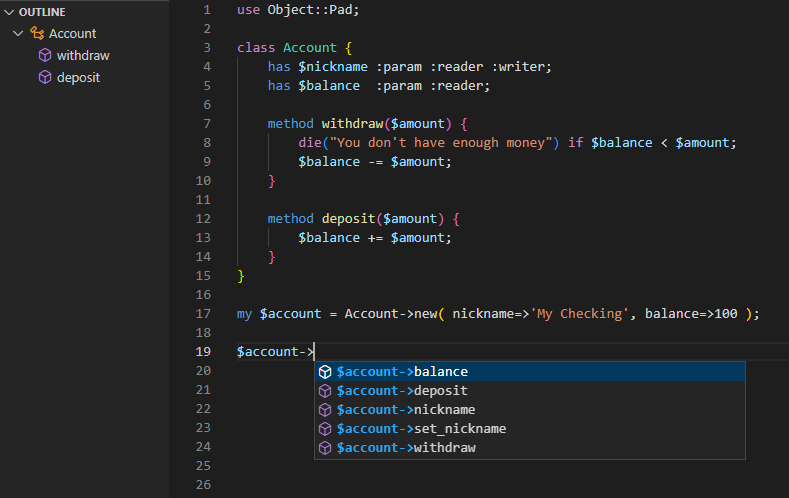 OUTLINE
Account
withdraw
deposit
1 use Object::Pad;
2
3 class Account {
4     has $nickname :param :reader :writer;
5     has $balance  :param :reader;
6
7     method withdraw($amount) {
8         die("You don't have enough money") if $balance < $amount;
9         $balance -= $amount;
10     }
11
12     method deposit($amount) {
13         $balance += $amount;
14     }
15 }
16
17 my $account = Account->new( nickname=>'My Checking', balance=>100 );
18
19 $account->
20 $account->balance
21 $account->deposit
22 $account->nickname
23 $account->set_nickname
24 $account->withdraw
25
26